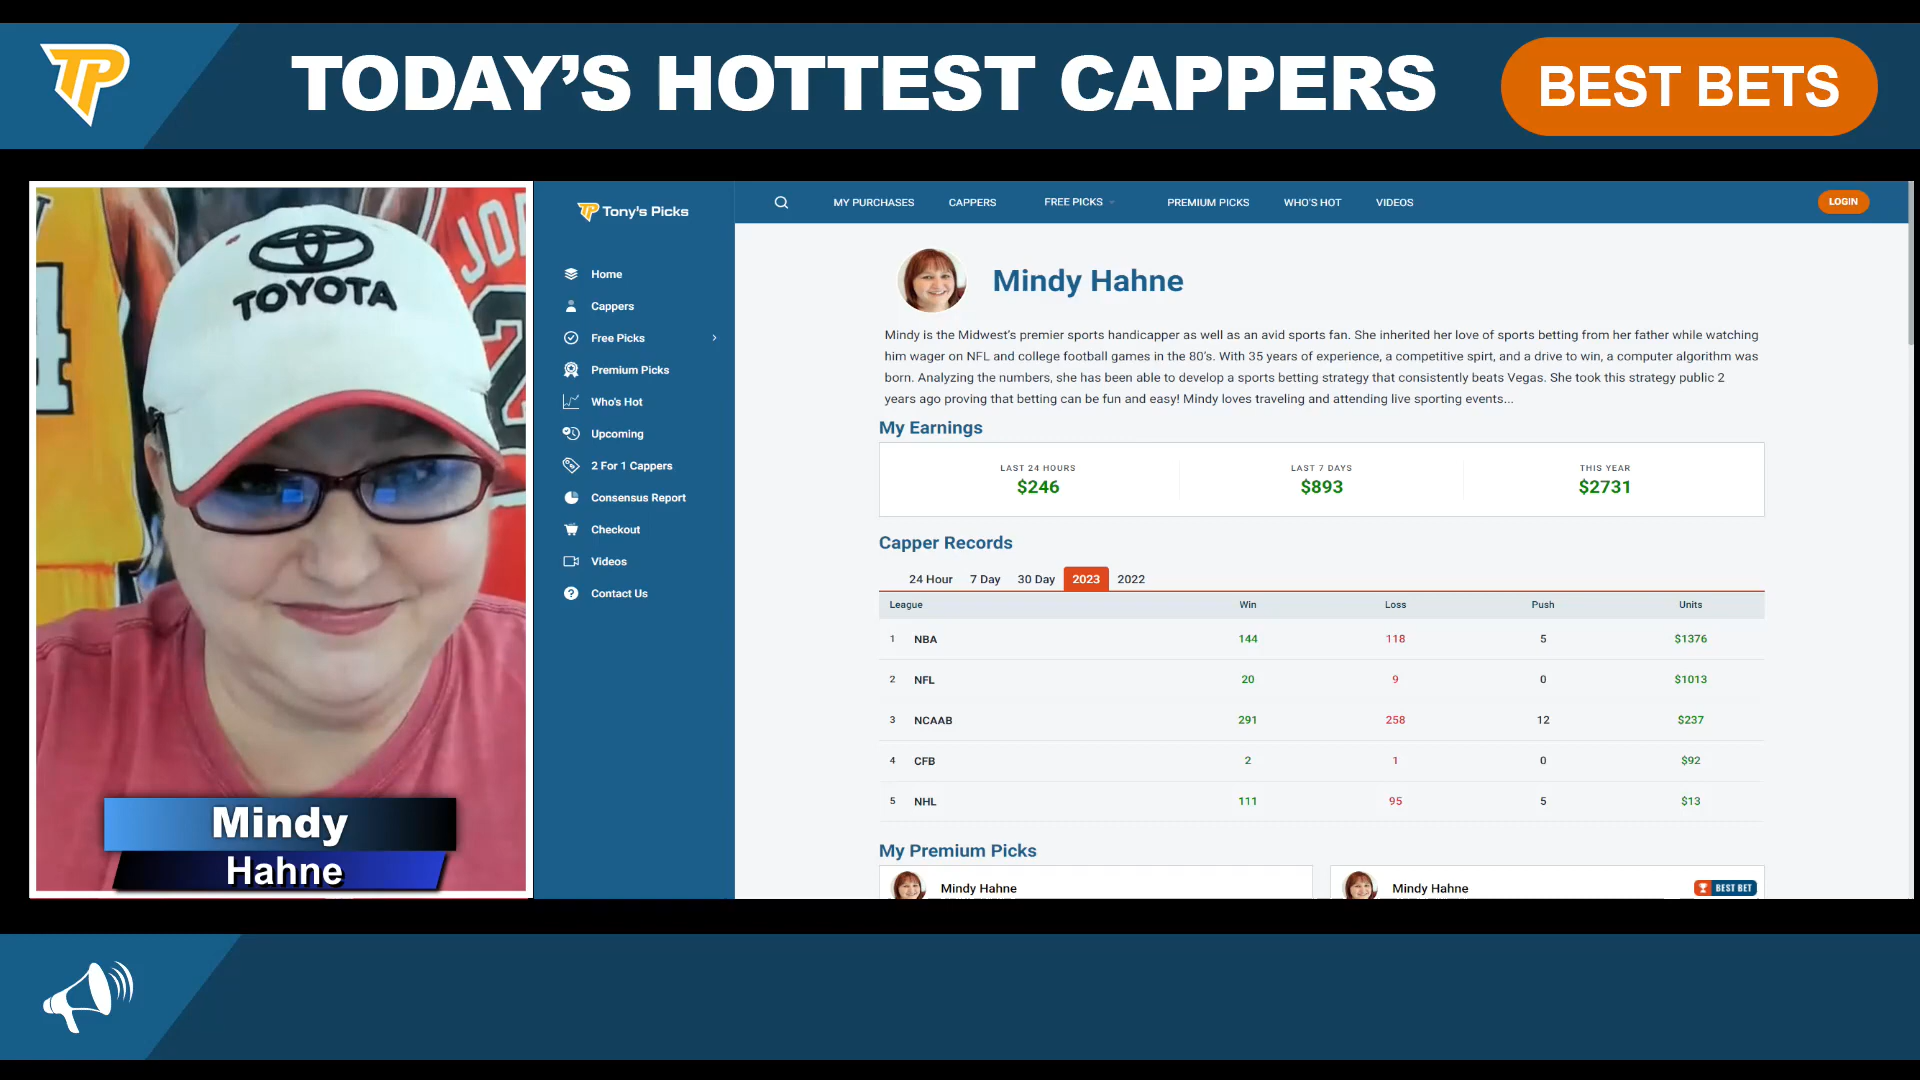 TP
TODAY'S HOTTEST CAPPERS
BEST BETS
TOYOTA
JO
Mindy
Hahne
Tony's Picks
Home
Cappers
Free Picks
Premium Picks
Who's Hot
Upcoming
2 For 1 Cappers
Consensus Report
Checkout
Videos
Contact Us
MY PURCHASES
CAPPERS
FREE PICKS
PREMIUM PICKS
WHO'S HOT
VIDEOS
LOGIN
Mindy Hahne
Mindy is the Midwest's premier sports handicapper as well as an avid sports fan. She inherited her love of sports betting from her father while watching
him wager on NFL and college football games in the 80's. With 35 years of experience, a competitive spirt, and a drive to win, a computer algorithm was
born. Analyzing the numbers, she has been able to develop a sports betting strategy that consistently beats Vegas. She took this strategy public 2
years ago proving that betting can be fun and easy! Mindy loves traveling and attending live sporting events...
My Earnings
LAST 24 HOURS LAST 7 DAYS THIS YEAR
$246 $893 $2731
Capper Records
24 Hour 7 Day 30 Day 2023 2022
League Win Loss Push Units
1 NBA 144 118 5 $1376
2 NFL 20 9 0 $1013
3 NCAAB 291 258 12 $237
4 CFB 2 1 0 $92
5 NHL 111 95 5 $13
My Premium Picks
Mindy Hahne
Mindy Hahne BEST BET